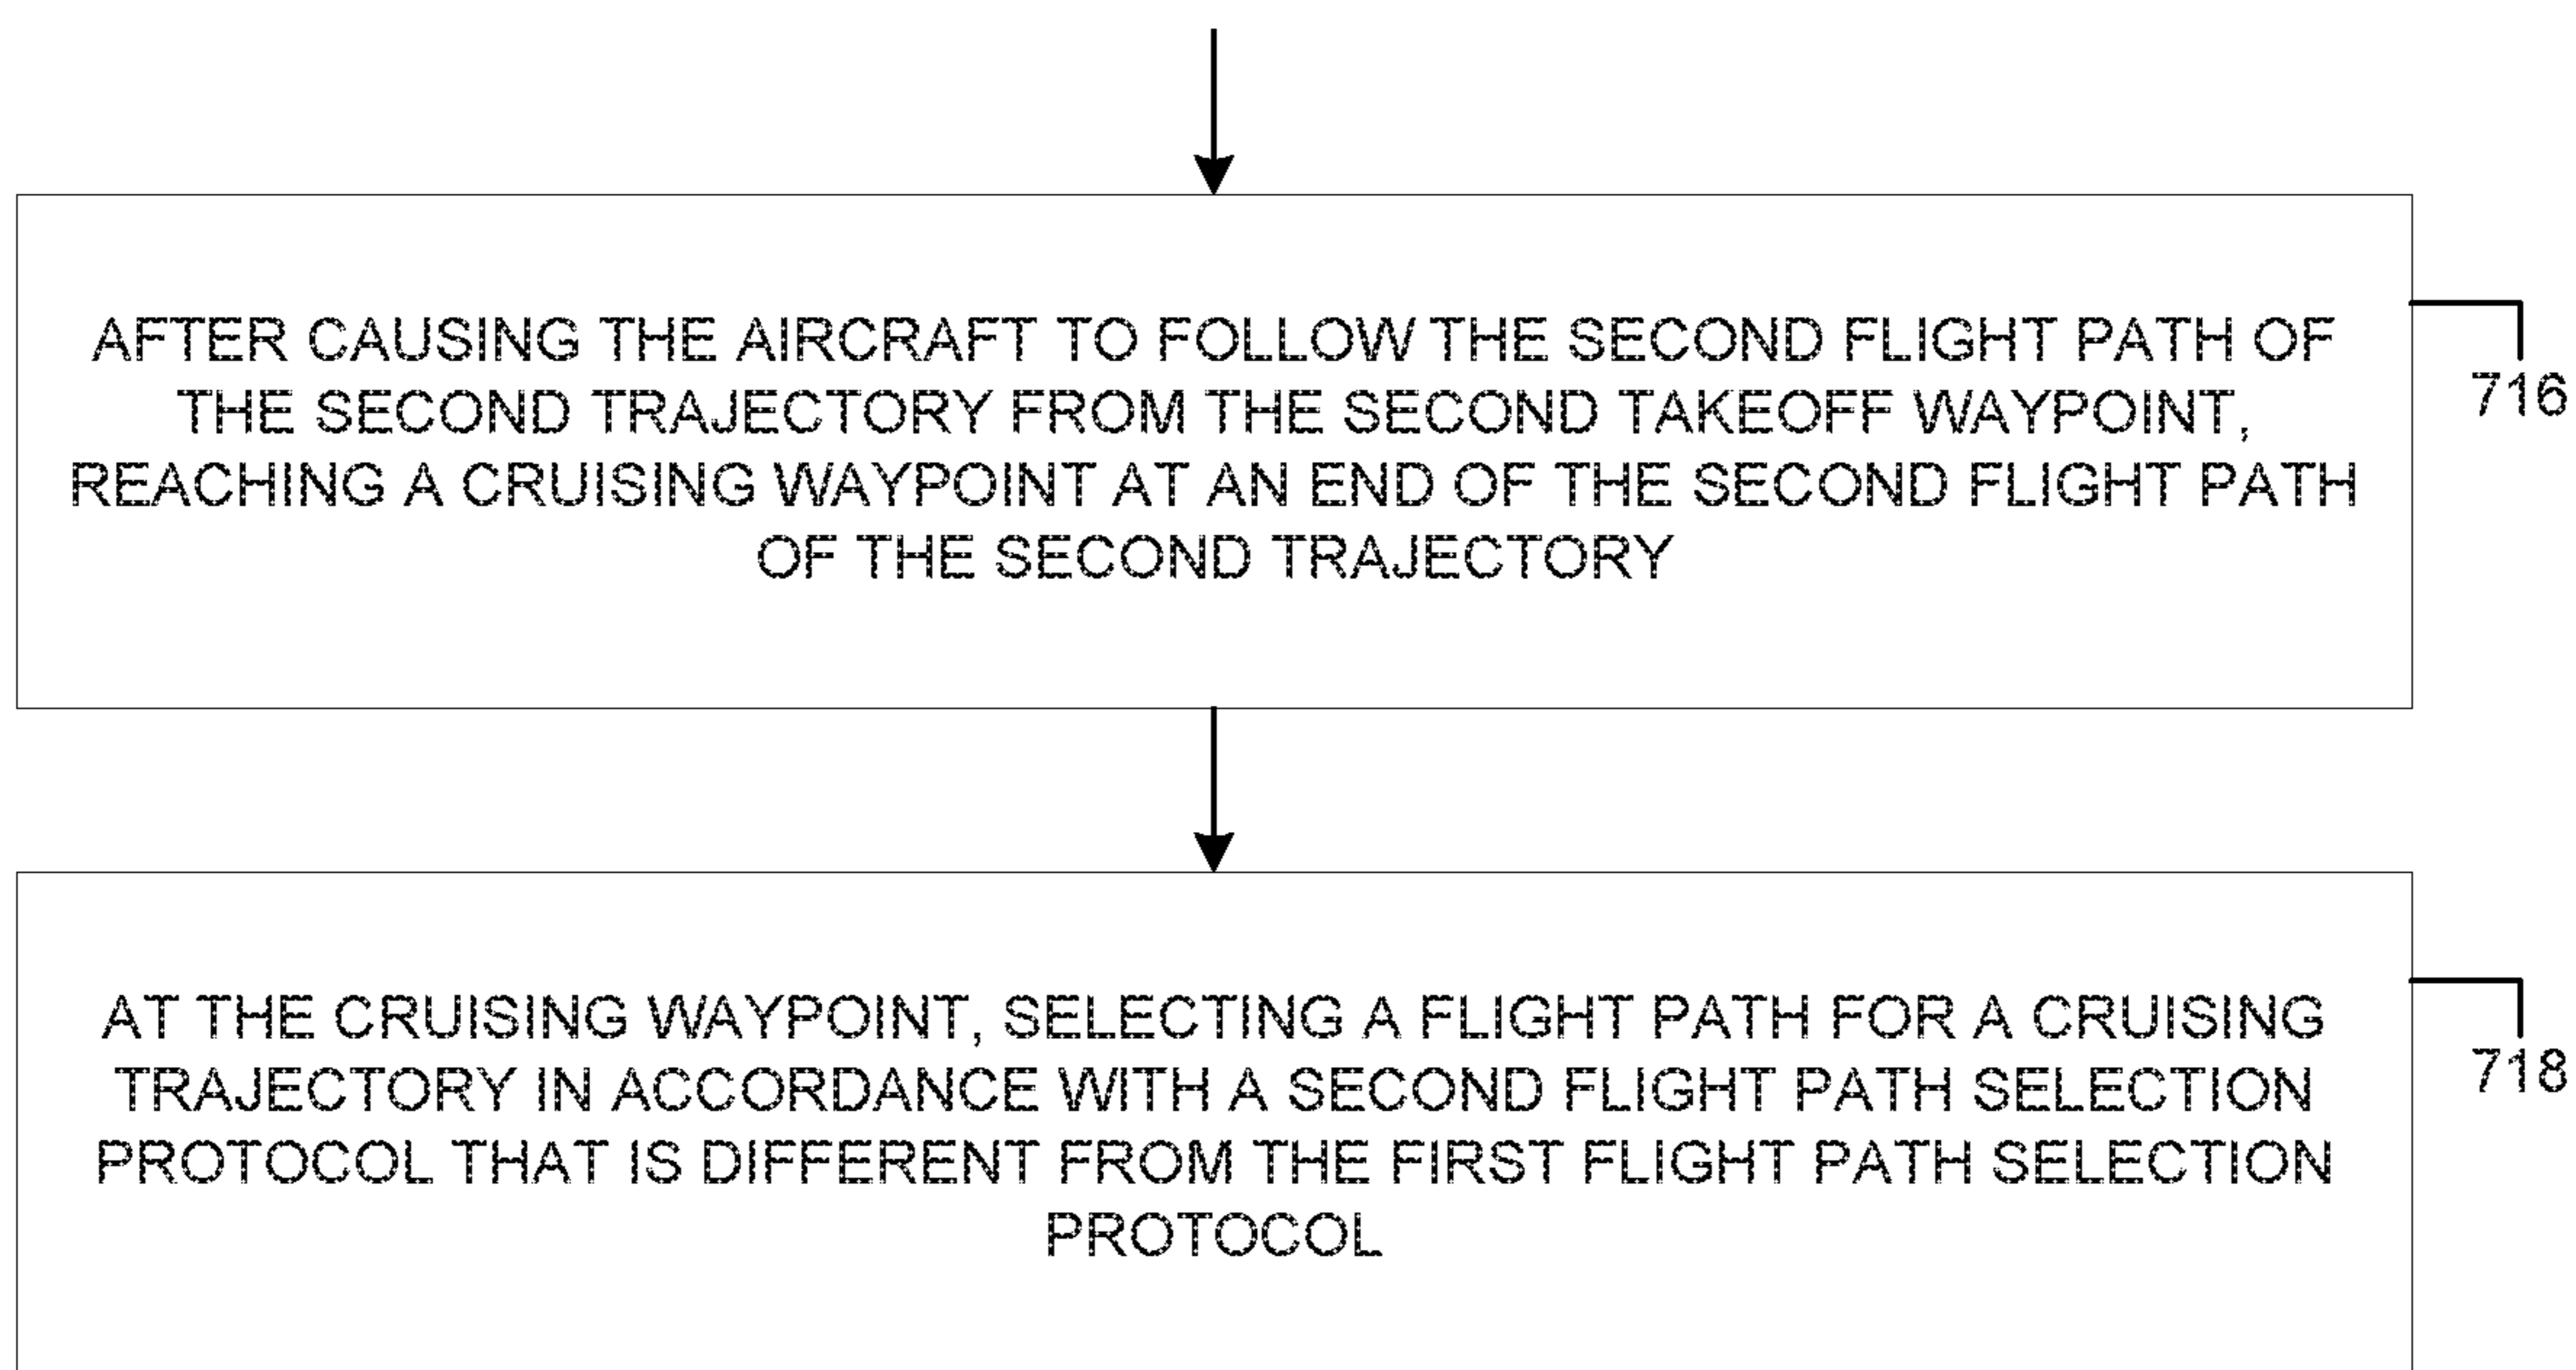 AFTER CAUSING THE AIRCRAFT TO FOLLOW THE SECOND FLIGHT PATH OF
THE SECOND TRAJECTORY FROM THE SECOND TAKEOFF WAYPOINT,
REACHING A CRUISING WAYPOINT AT AN END OF THE SECOND FLIGHT PATH
OF THE SECOND TRAJECTORY
716
AT THE CRUISING WAYPOINT, SELECTING A FLIGHT PATH FOR A CRUISING
TRAJECTORY IN ACCORDANCE WITH A SECOND FLIGHT PATH SELECTION
PROTOCOL THAT IS DIFFERENT FROM THE FIRST FLIGHT PATH SELECTION
PROTOCOL
718